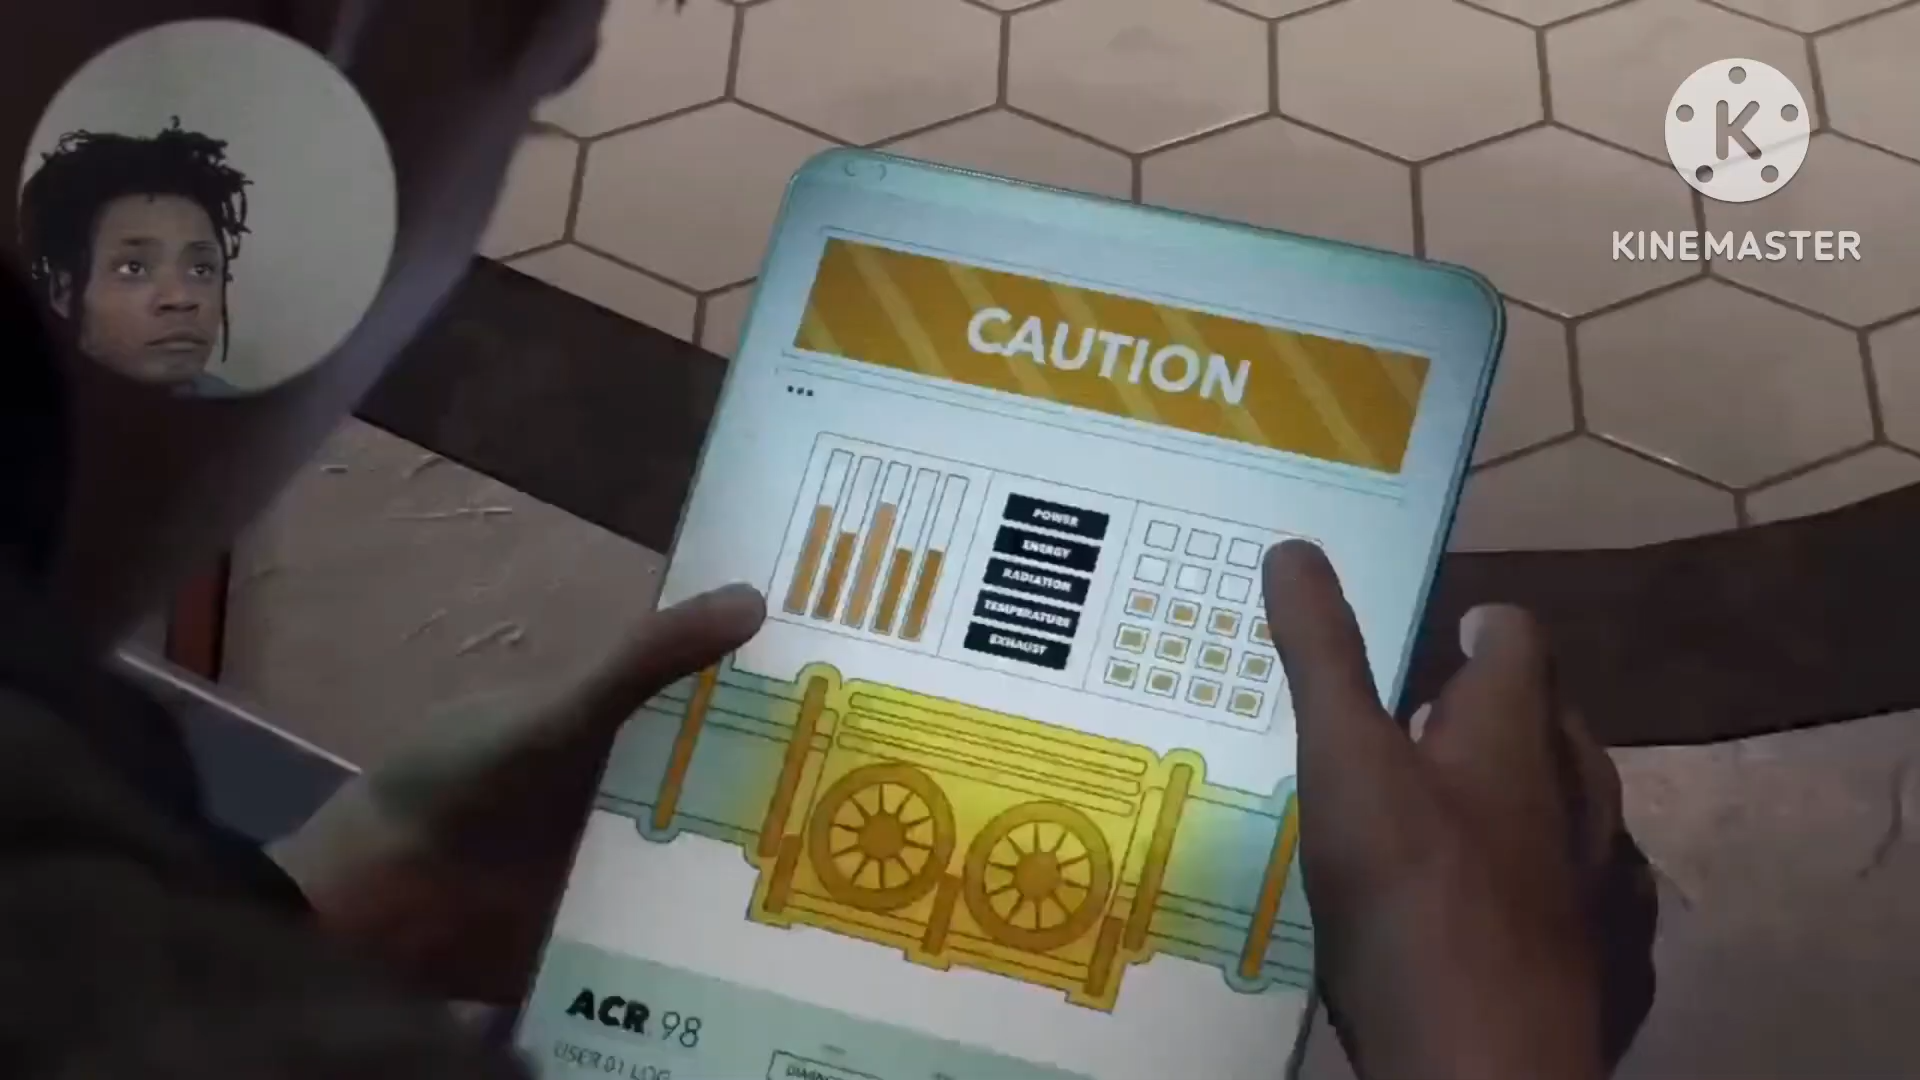 K
KINEMASTER
CAUTION
POWER
ENERGY
RADIATION
TEMPERATURE
EXHAUST
ACR 98
USER 01 LOG